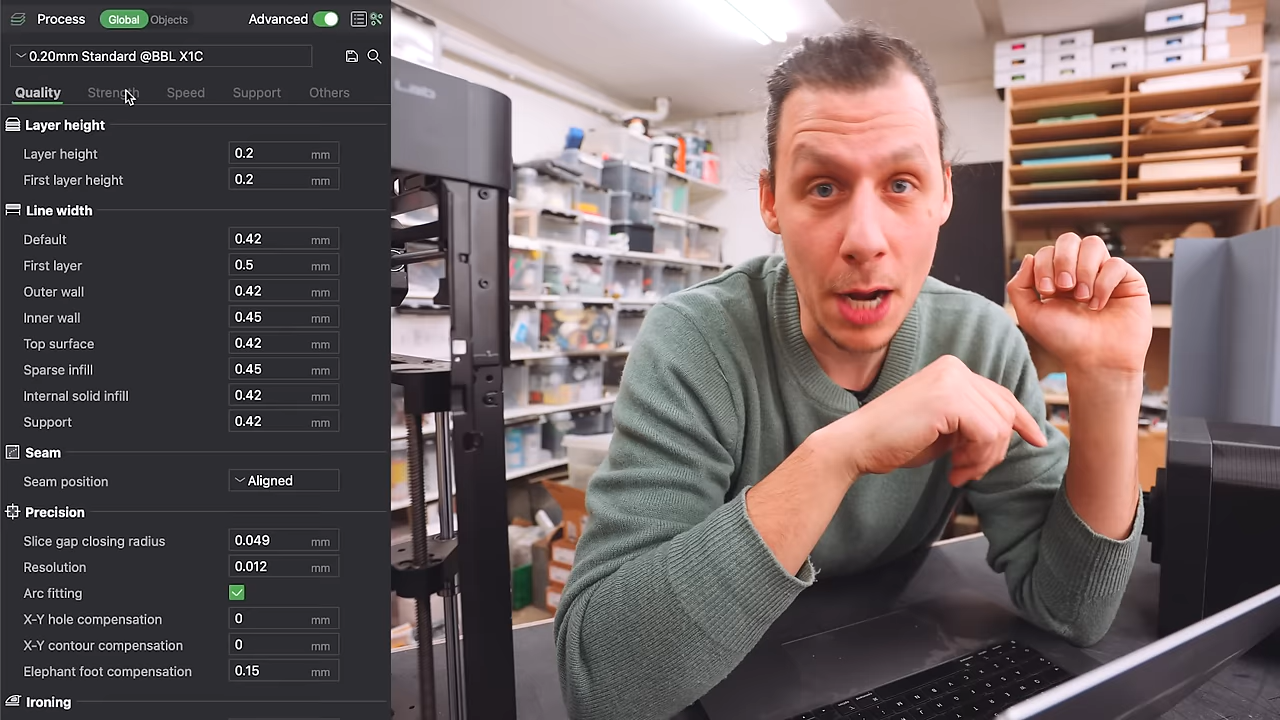 Process Global Objects Advanced
0.20mm Standard @BBL X1C
Quality Strength Speed Support Others
Layer height
Layer height 0.2 mm
First layer height 0.2 mm
Line width
Default 0.42 mm
First layer 0.5 mm
Outer wall 0.42 mm
Inner wall 0.45 mm
Top surface 0.42 mm
Sparse infill 0.45 mm
Internal solid infill 0.42 mm
Support 0.42 mm
Seam
Seam position Aligned
Precision
Slice gap closing radius 0.049 mm
Resolution 0.012 mm
Arc fitting
X-Y hole compensation 0 mm
X-Y contour compensation 0 mm
Elephant foot compensation 0.15 mm
Ironing